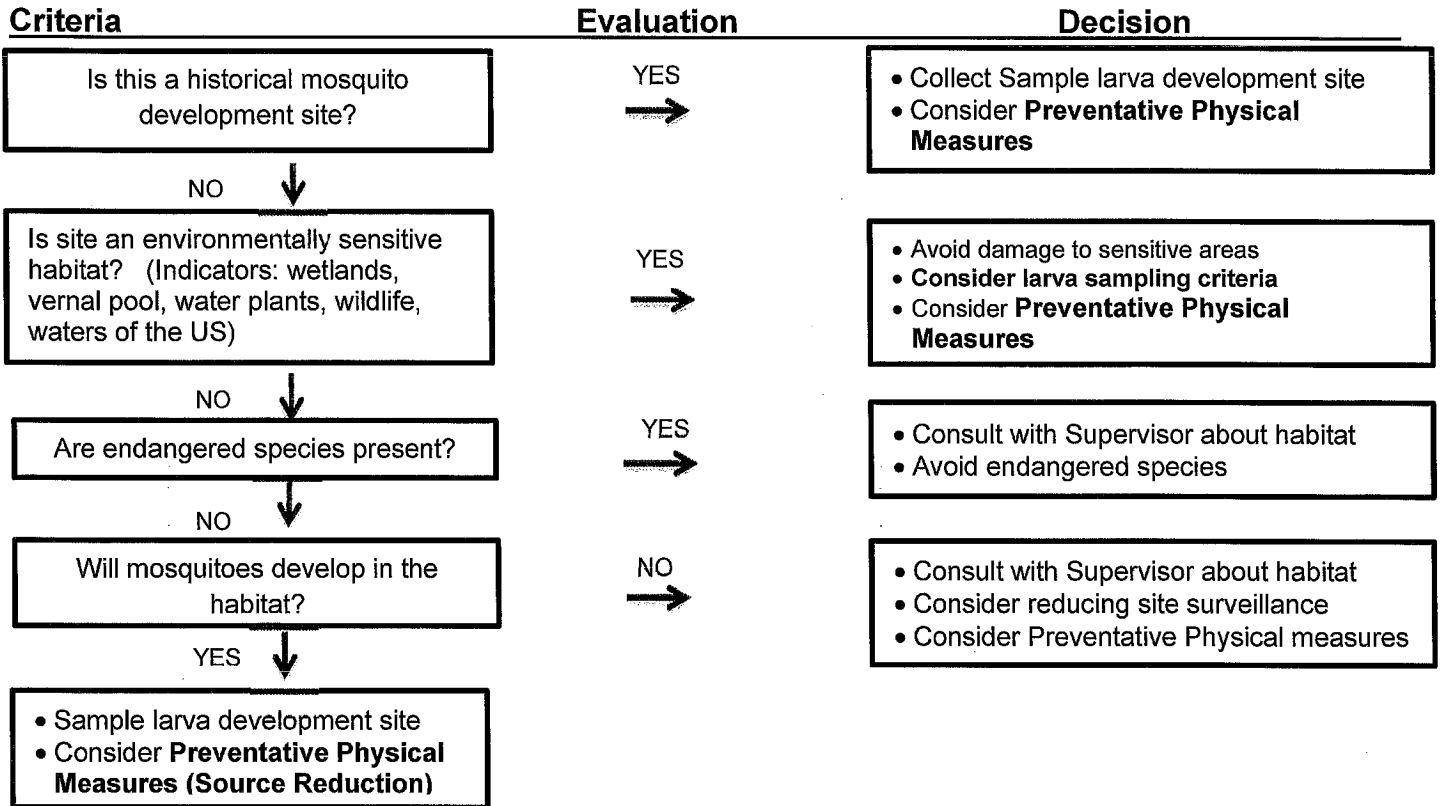 Criteria Evaluation Decision
Is this a historical mosquito
development site?
YES
• Collect Sample larva development site
• Consider Preventative Physical
Measures
NO
Is site an environmentally sensitive
habitat? (Indicators: wetlands,
vernal pool, water plants, wildlife,
waters of the US)
YES
• Avoid damage to sensitive areas
• Consider larva sampling criteria
• Consider Preventative Physical
Measures
NO
Are endangered species present?
YES
• Consult with Supervisor about habitat
• Avoid endangered species
NO
Will mosquitoes develop in the
habitat?
NO
• Consult with Supervisor about habitat
• Consider reducing site surveillance
• Consider Preventative Physical measures
YES
• Sample larva development site
• Consider Preventative Physical
Measures (Source Reduction)